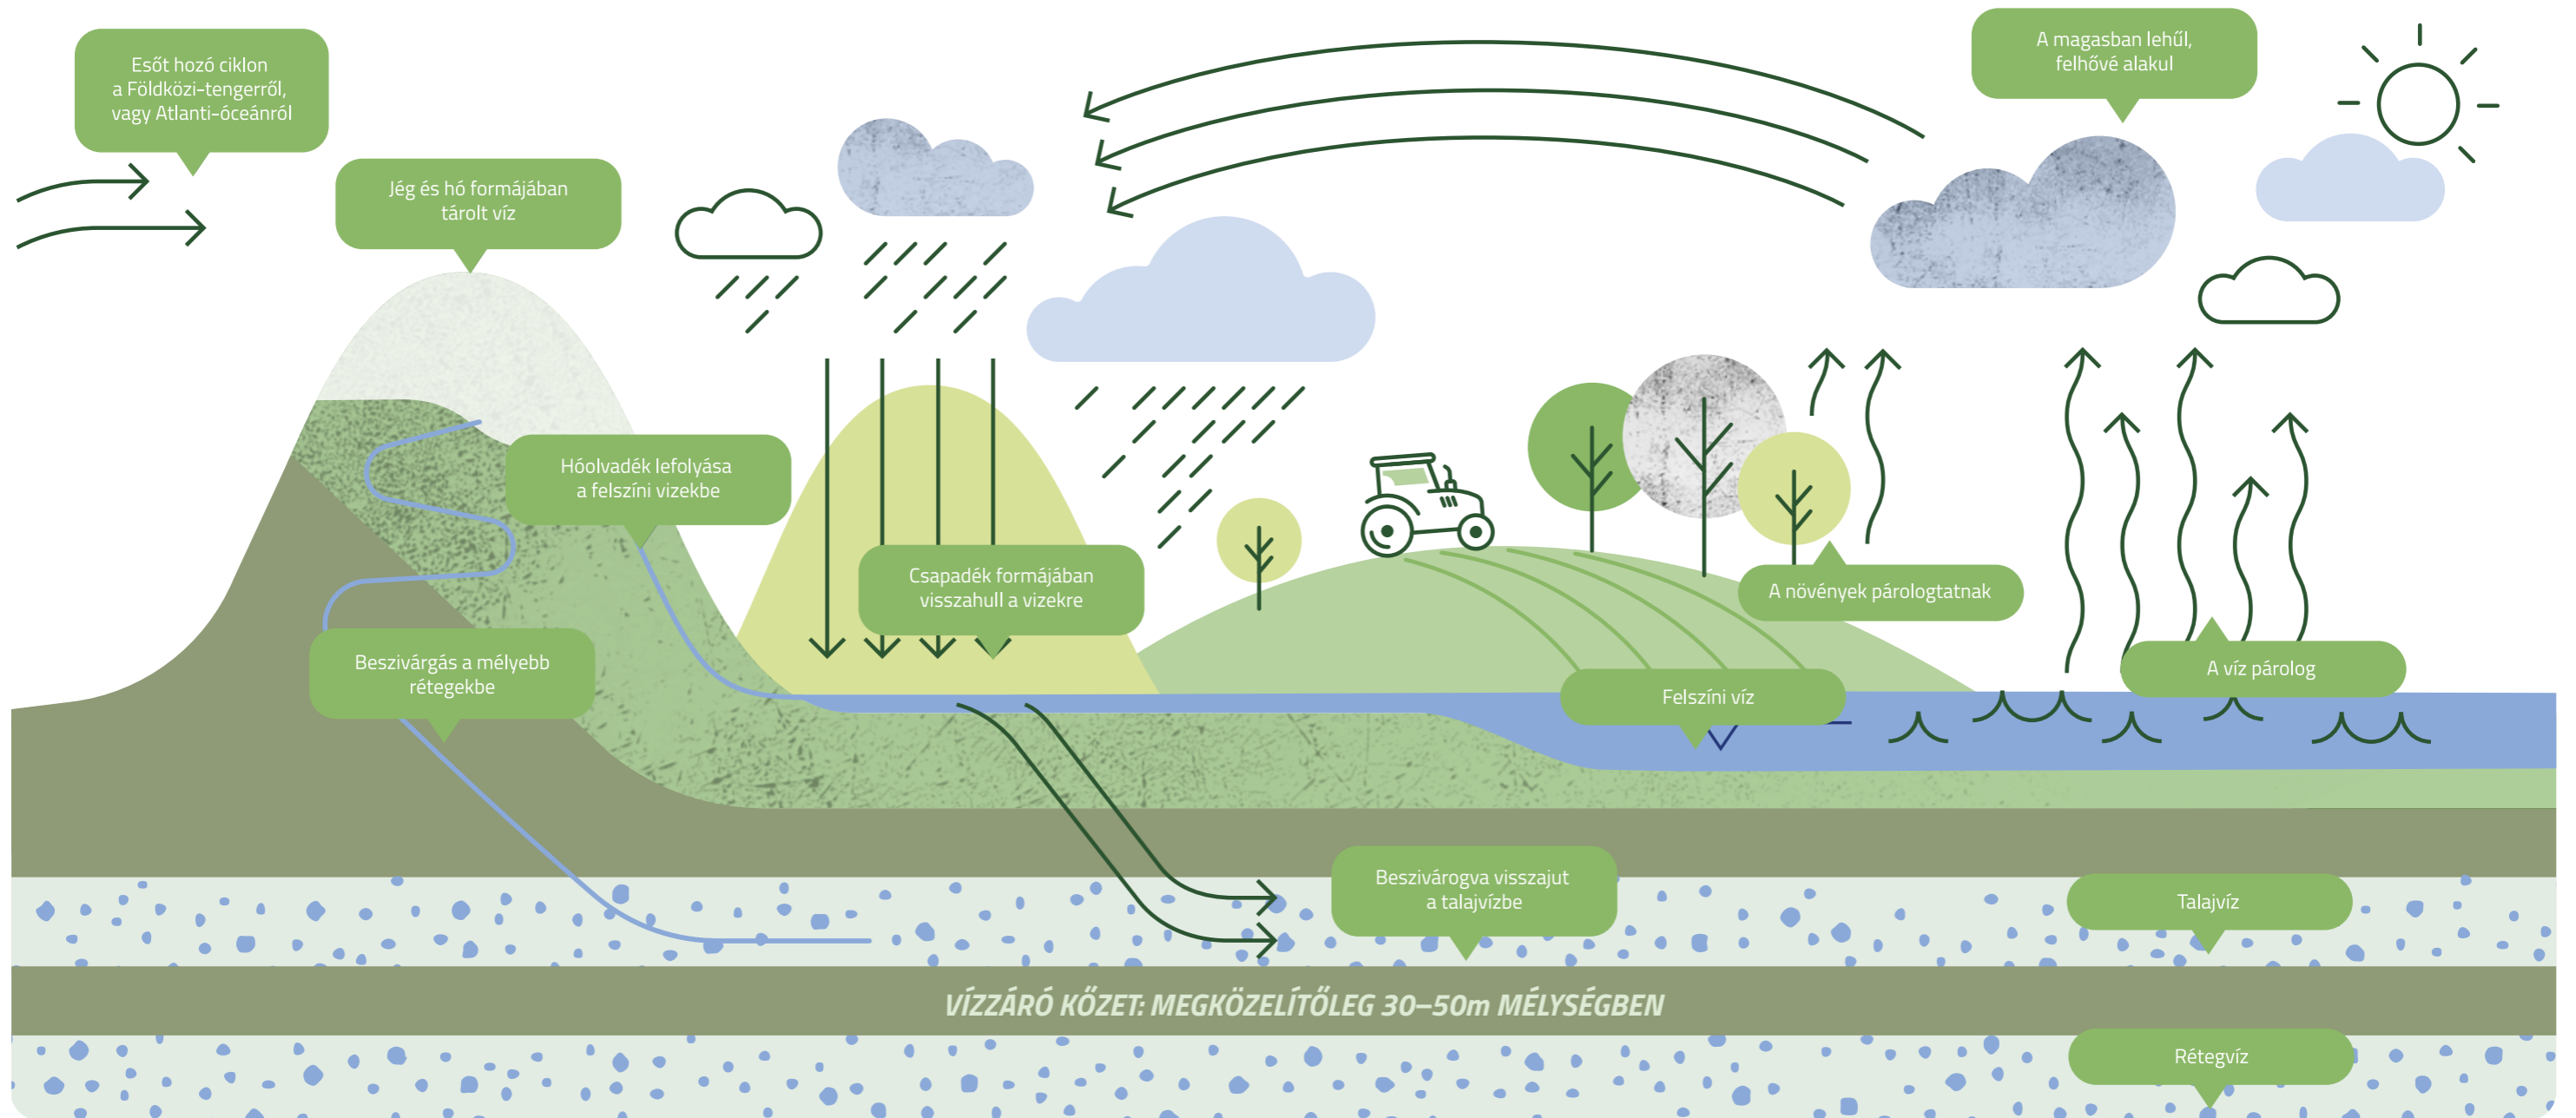 Esőt hozó ciklon
a Földközi-tengerről,
vagy Atlanti-óceánról
Jég és hó formájában
tárolt víz
A magasban lehűl,
felhővé alakul
Hóolvadék lefolyása
a felszíni vizekbe
Csapadék formájában
visszahull a vizekre
A növények párologtatnak
Beszivárgás a mélyebb
rétegekbe
A víz párolog
Felszíni víz
Beszivárogva visszajut
a talajvízbe
Talajvíz
VÍZZÁRÓ KŐZET: MEGKÖZELÍTŐLEG 30–50m MÉLYSÉGBEN
Rétegvíz